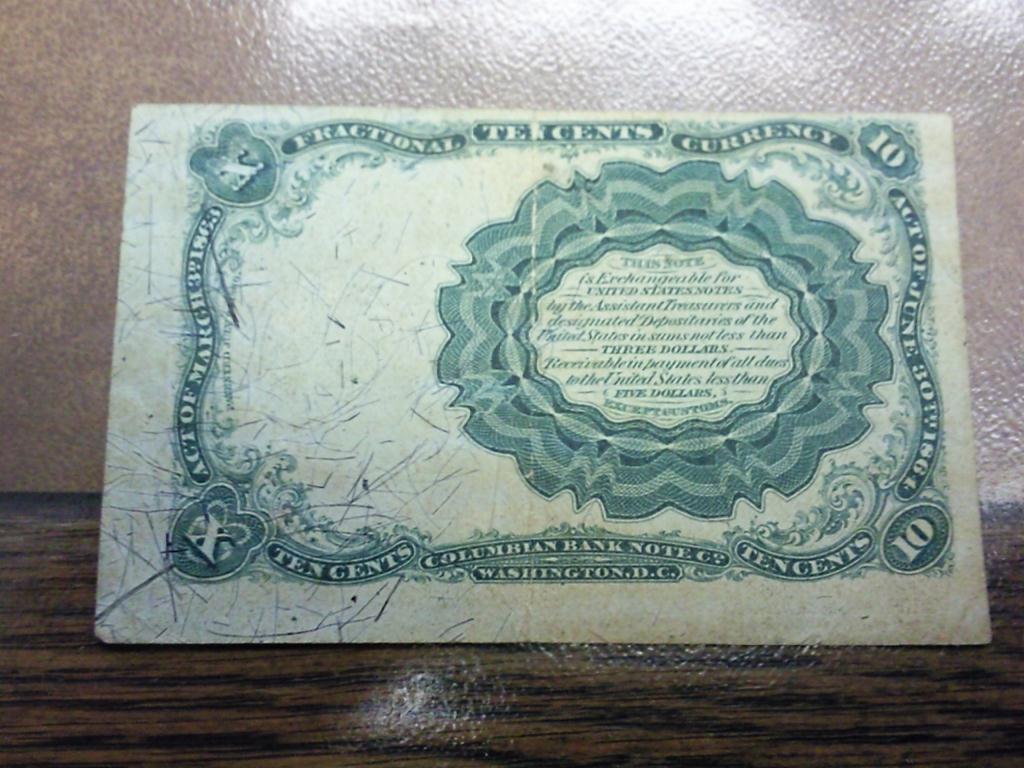 FRACTIONAL TEN CENTS CURRENCY
X
10
ACT OF MARCH 3D 1863
ACT OF JUNE 30TH 1864
THIS NOTE
is Exchangeable for
UNITED STATES NOTES
by the Assistant Treasurers and
designated Depositaries of the
United States in sums not less than
THREE DOLLARS.
Receivable in payment of all dues
to the United States less than
FIVE DOLLARS,
EXCEPT CUSTOMS.
X
TEN CENTS
COLUMBIAN BANK NOTE CO.
WASHINGTON, D.C.
TEN CENTS
10